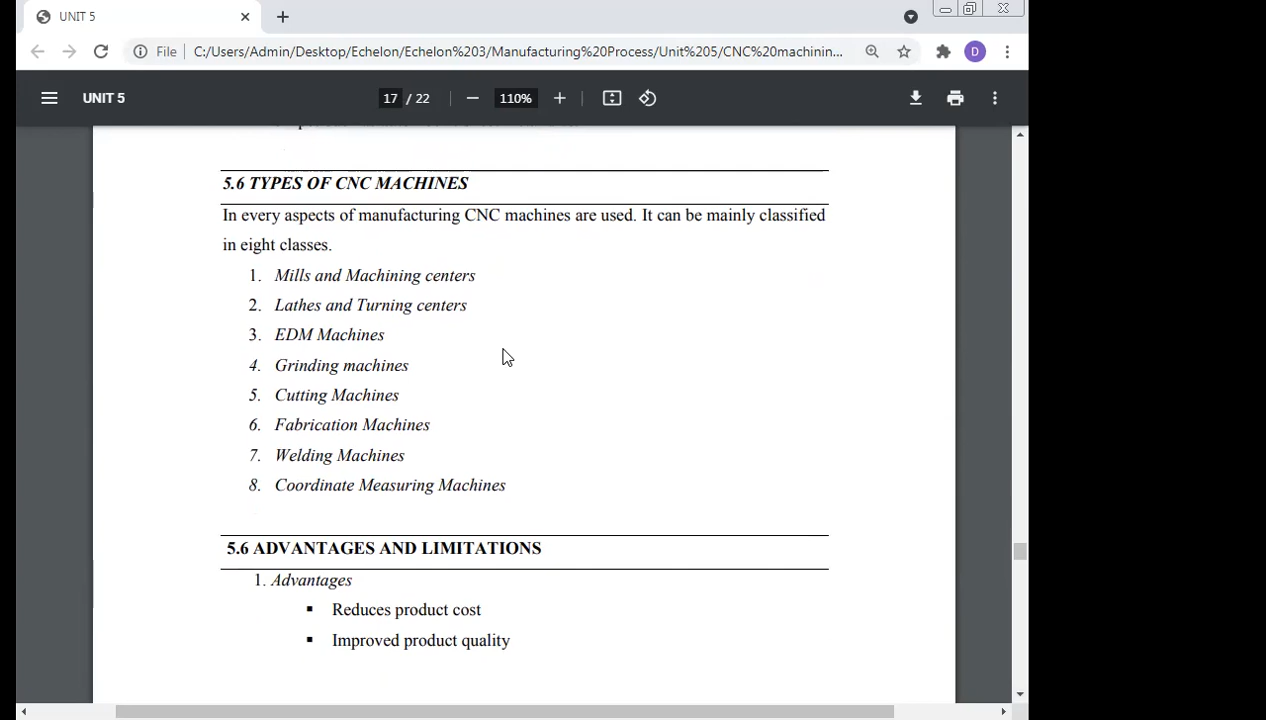 UNIT 5
File C:/Users/Admin/Desktop/Echelon/Echelon%203/Manufacturing%20Process/Unit%205/CNC%20machinin... D
UNIT 5 17 / 22 110%
5.6 TYPES OF CNC MACHINES
In every aspects of manufacturing CNC machines are used. It can be mainly classified
in eight classes.
1. Mills and Machining centers
2. Lathes and Turning centers
3. EDM Machines
4. Grinding machines
5. Cutting Machines
6. Fabrication Machines
7. Welding Machines
8. Coordinate Measuring Machines
5.6 ADVANTAGES AND LIMITATIONS
1. Advantages
▪ Reduces product cost
▪ Improved product quality